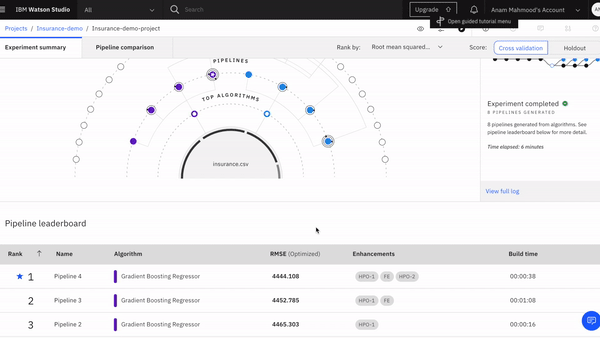 IBM Watson Studio
All
Search
Upgrade
Anam Mahmood's Account
AN
Open guided tutorial menu
Projects / Insurance-demo / Insurance-demo-project
Experiment summary
Pipeline comparison
Rank by:
Root mean squared...
Score:
Cross validation
Holdout
PIPELINES
TOP ALGORITHMS
insurance.csv
Experiment completed
8 PIPELINES GENERATED
8 pipelines generated from algorithms. See
pipeline leaderboard below for more detail.
Time elapsed: 6 minutes
View full log
Pipeline leaderboard
Rank
Name
Algorithm
RMSE (Optimized)
Enhancements
Build time
1 Pipeline 4 Gradient Boosting Regressor 4444.108 HPO-1 FE HPO-2 00:00:38
2 Pipeline 3 Gradient Boosting Regressor 4452.785 HPO-1 FE 00:01:08
3 Pipeline 2 Gradient Boosting Regressor 4465.303 HPO-1 00:00:16